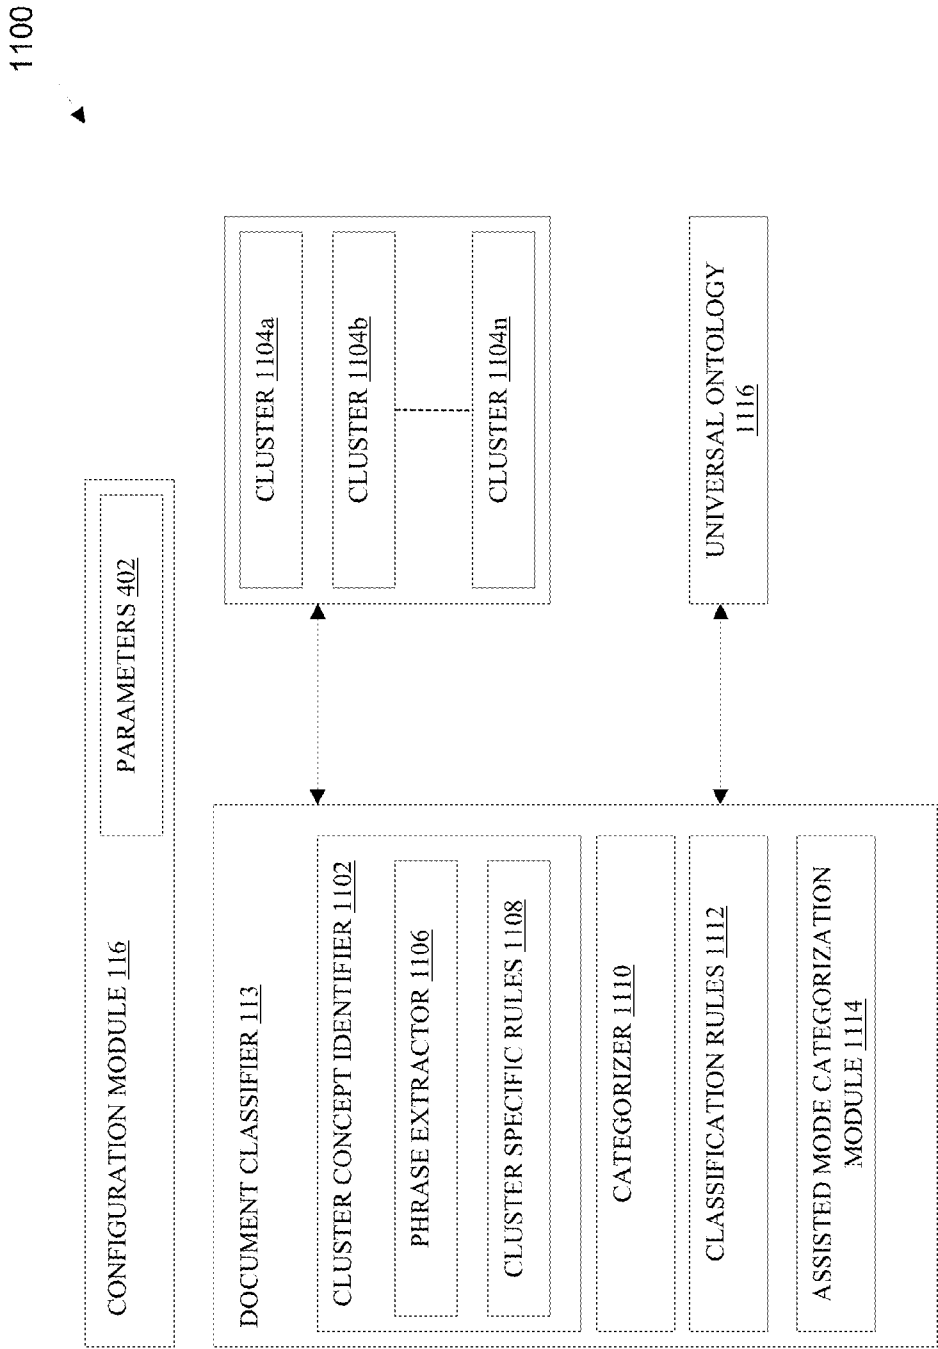 1100
CONFIGURATION MODULE 116
PARAMETERS 402
DOCUMENT CLASSIFIER 113
CLUSTER CONCEPT IDENTIFIER 1102
PHRASE EXTRACTOR 1106
CLUSTER SPECIFIC RULES 1108
CATEGORIZER 1110
CLASSIFICATION RULES 1112
ASSISTED MODE CATEGORIZATION
MODULE 1114
CLUSTER 1104a
CLUSTER 1104b
CLUSTER 1104n
UNIVERSAL ONTOLOGY
1116